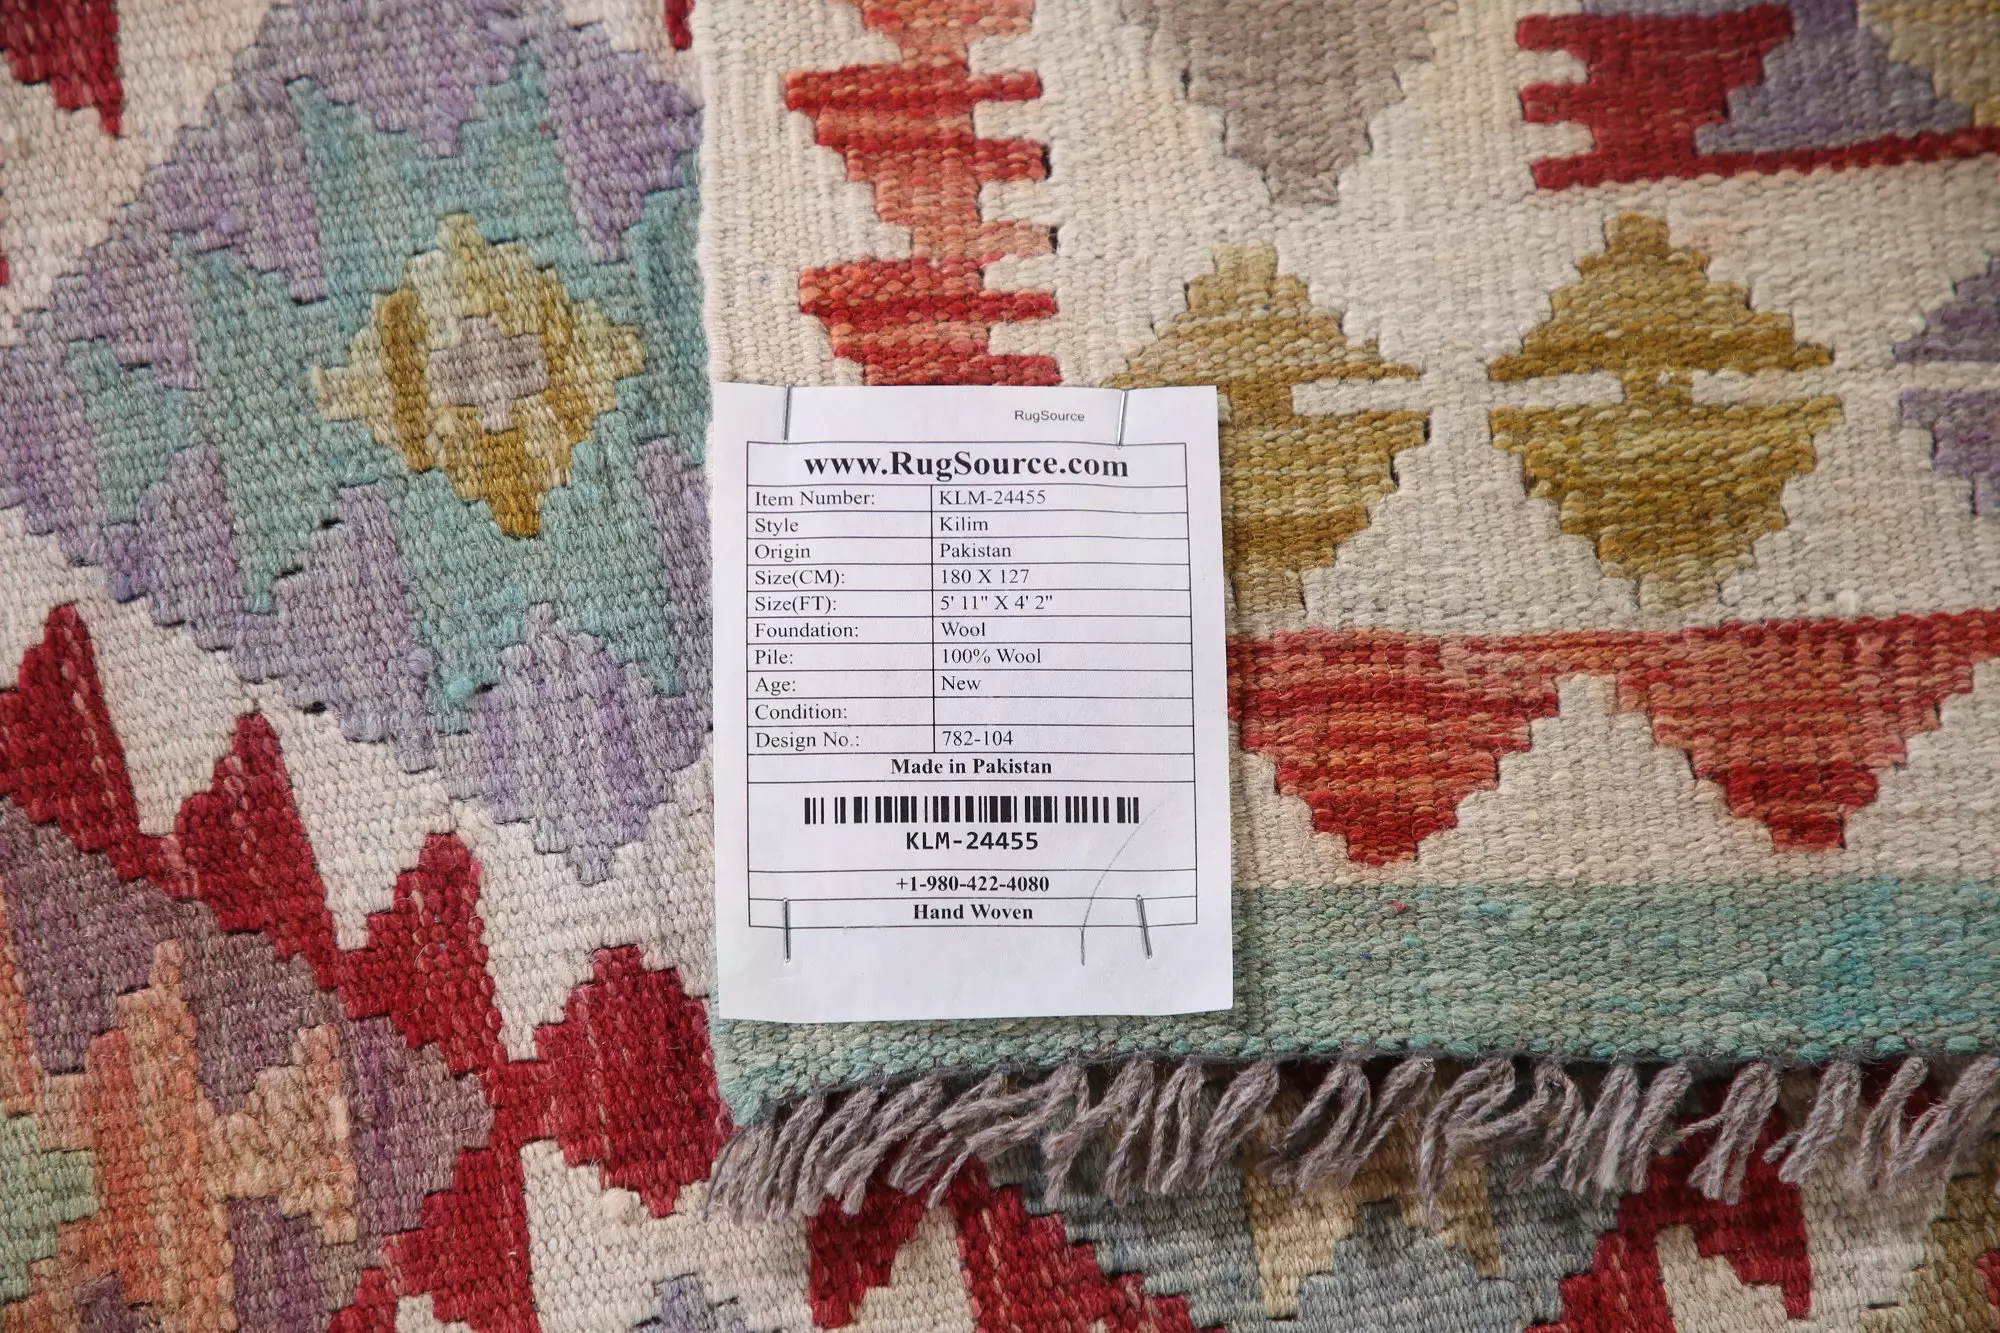 RugSource
www.RugSource.com
Item Number: KLM-24455
Style Kilim
Origin Pakistan
Size(CM): 180 X 127
Size(FT): 5' 11" X 4' 2"
Foundation: Wool
Pile: 100% Wool
Age: New
Condition:
Design No.: 782-104
Made in Pakistan
KLM-24455
+1-980-422-4080
Hand Woven